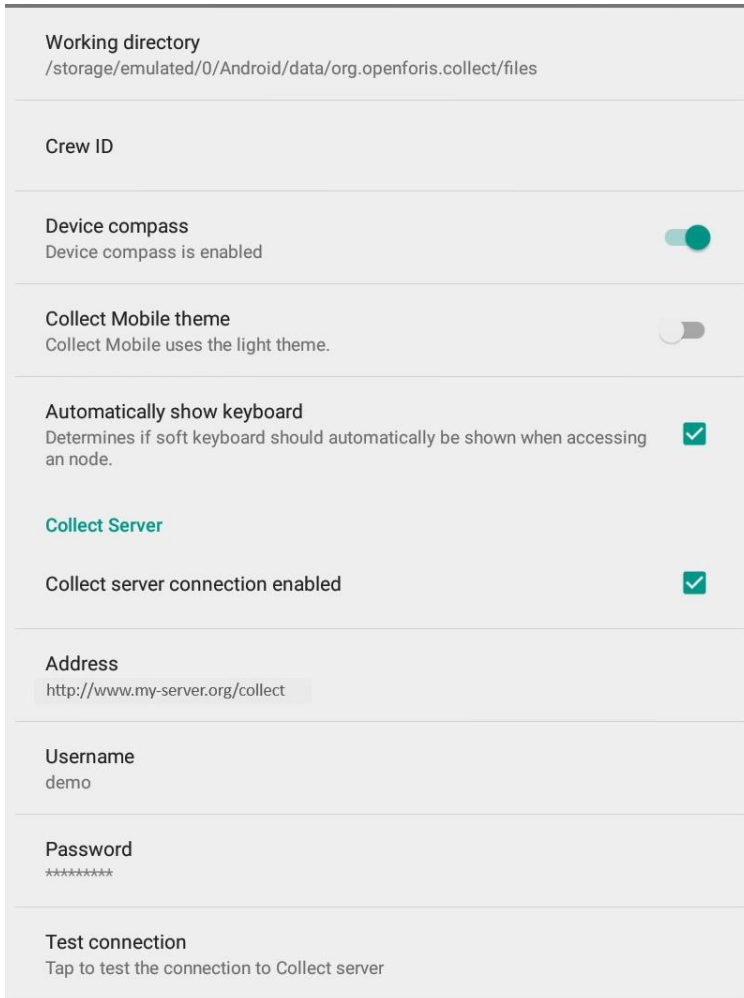 Working directory
/storage/emulated/0/Android/data/org.openforis.collect/files
Crew ID
Device compass
Device compass is enabled
Collect Mobile theme
Collect Mobile uses the light theme.
Automatically show keyboard
Determines if soft keyboard should automatically be shown when accessing
an node.
Collect Server
Collect server connection enabled
Address
http://www.my-server.org/collect
Username
demo
Password
*********
Test connection
Tap to test the connection to Collect server